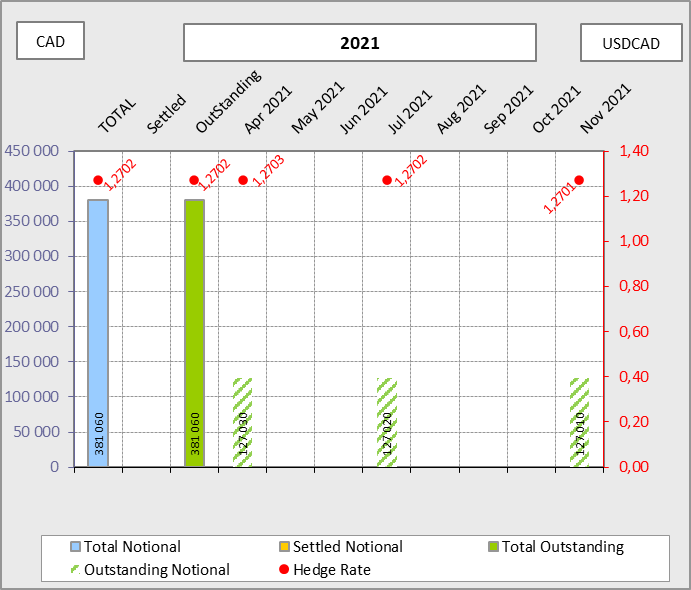 CAD
2021
USDCAD
TOTAL
Settled
OutStanding
Apr 2021
May 2021
Jun 2021
Jul 2021
Aug 2021
Sep 2021
Oct 2021
Nov 2021
450 000
400 000
350 000
300 000
250 000
200 000
150 000
100 000
50 000
0
1,2702
1,2702
1,2703
1,2702
1,2701
381 060
381 060
127 030
127 020
127 010
1,40
1,20
1,00
0,80
0,60
0,40
0,20
0,00
Total Notional
Settled Notional
Total Outstanding
Outstanding Notional
Hedge Rate